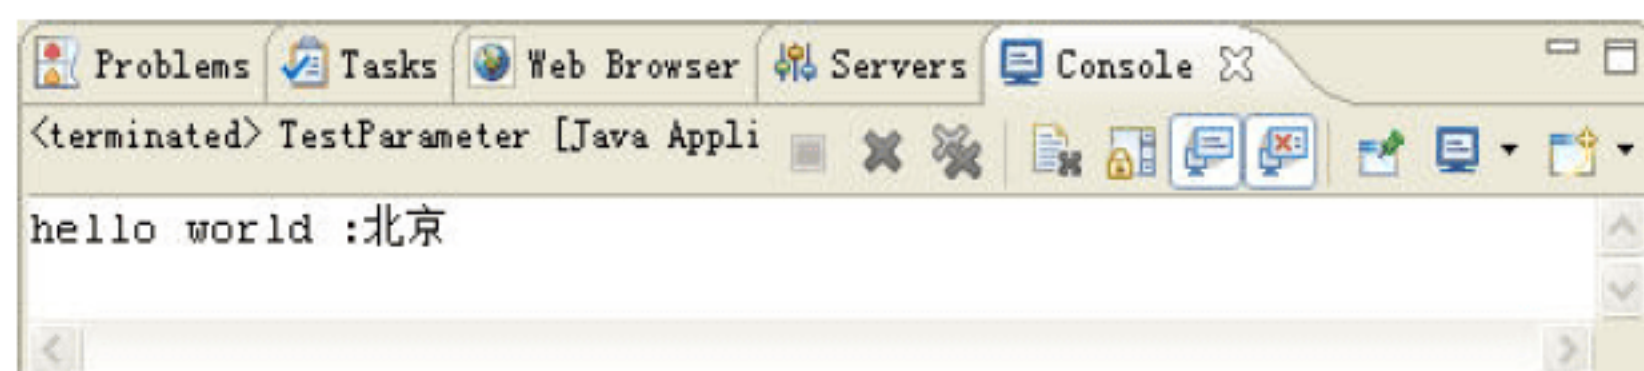 Problems Tasks Web Browser Servers Console
<terminated> TestParameter [Java Appli
hello world :北京